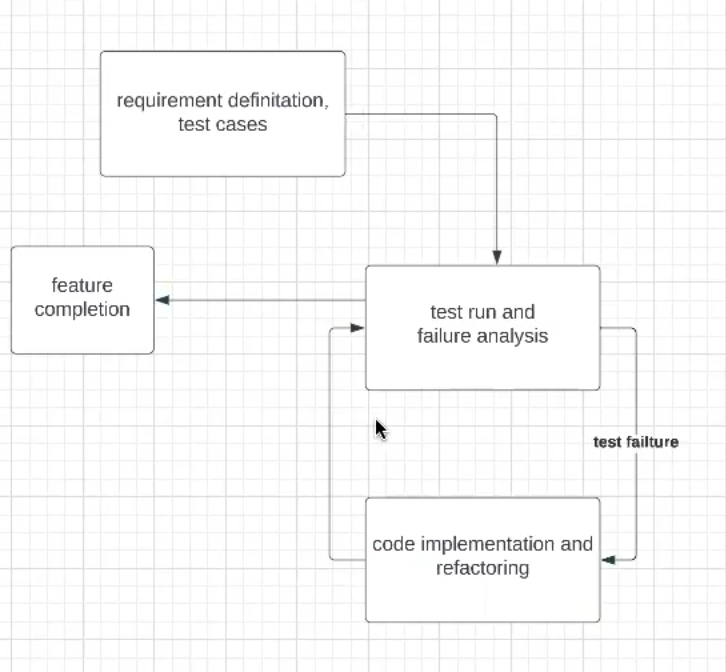 requirement definitation,
test cases
feature
completion
test run and
failure analysis
test failture
code implementation and
refactoring